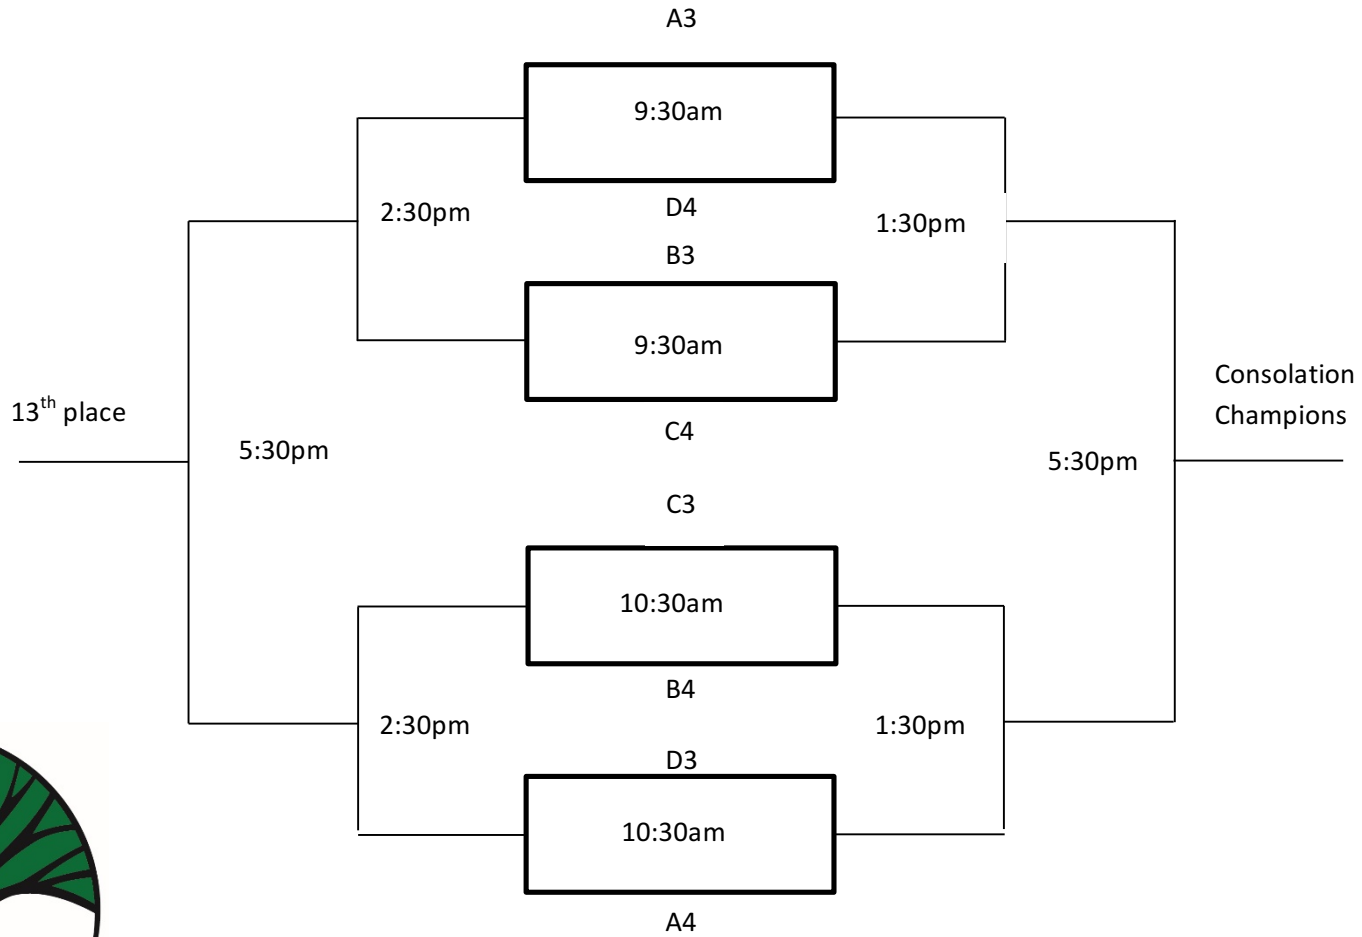 A3
9:30am
2:30pm
D4
1:30pm
B3
9:30am
Consolation
Champions
13th place
C4
5:30pm
5:30pm
C3
10:30am
B4
2:30pm
1:30pm
D3
10:30am
A4